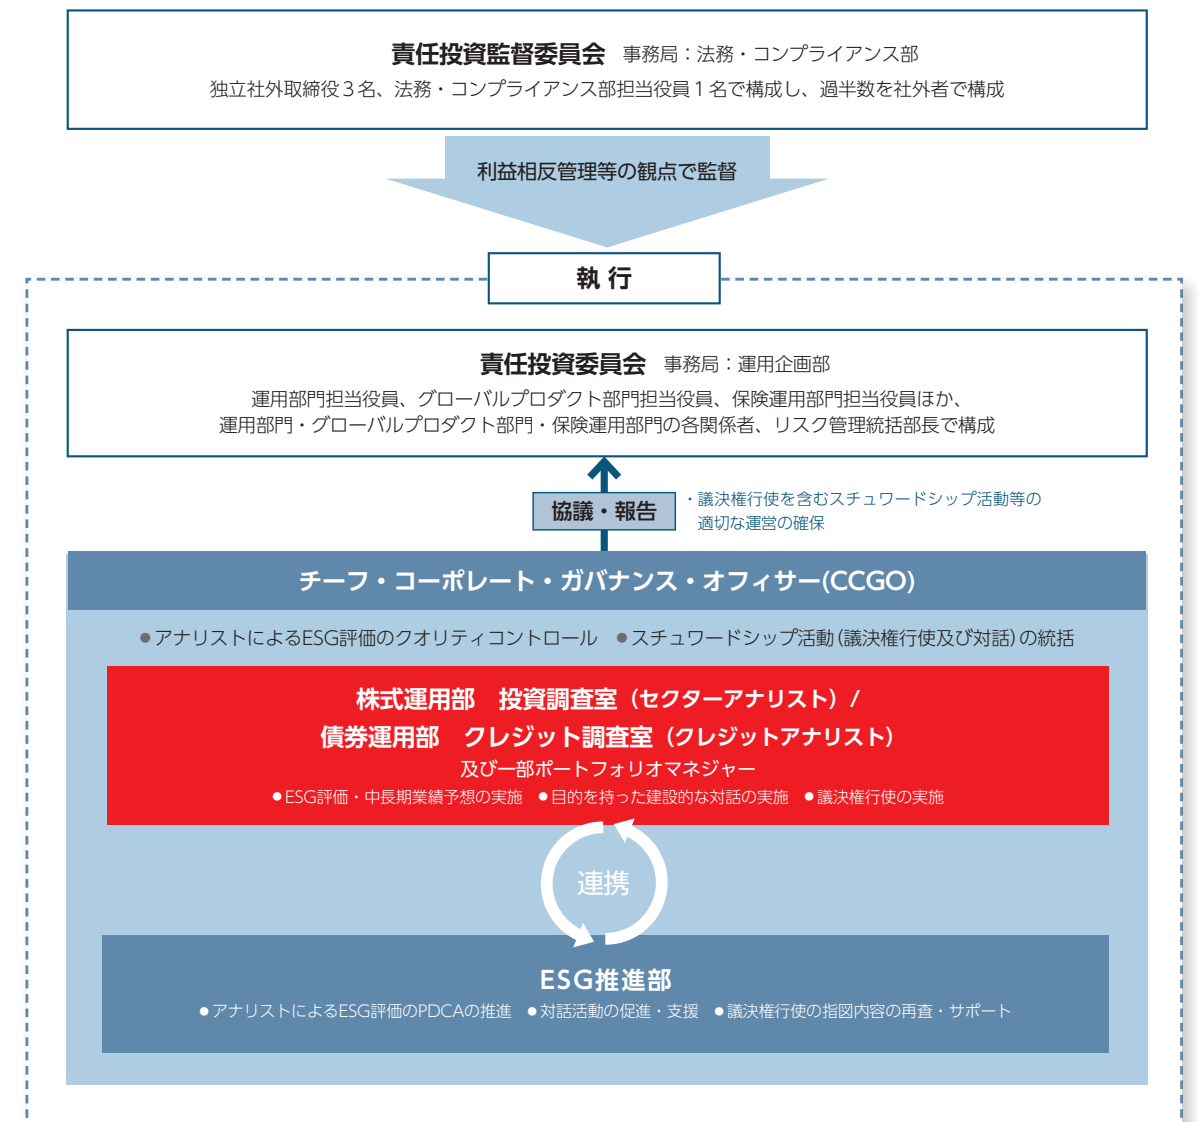 責任投資監督委員会 事務局：法務・コンプライアンス部
独立社外取締役３名、法務・コンプライアンス部担当役員１名で構成し、過半数を社外者で構成
利益相反管理等の観点で監督
執 行
責任投資委員会 事務局：運用企画部
運用部門担当役員、グローバルプロダクト部門担当役員、保険運用部門担当役員ほか、
運用部門・グローバルプロダクト部門・保険運用部門の各関係者、リスク管理統括部長で構成
協議・報告
・議決権行使を含むスチュワードシップ活動等の
適切な運営の確保
チーフ・コーポレート・ガバナンス・オフィサー(CCGO)
●アナリストによるESG評価のクオリティコントロール ●スチュワードシップ活動(議決権行使及び対話)の統括
株式運用部　投資調査室（セクターアナリスト）/
債券運用部　クレジット調査室（クレジットアナリスト）
及び一部ポートフォリオマネジャー
●ESG評価・中長期業績予想の実施 ●目的を持った建設的な対話の実施 ●議決権行使の実施
連携
ESG推進部
●アナリストによるESG評価のPDCAの推進 ●対話活動の促進・支援 ●議決権行使の指図内容の再査・サポート